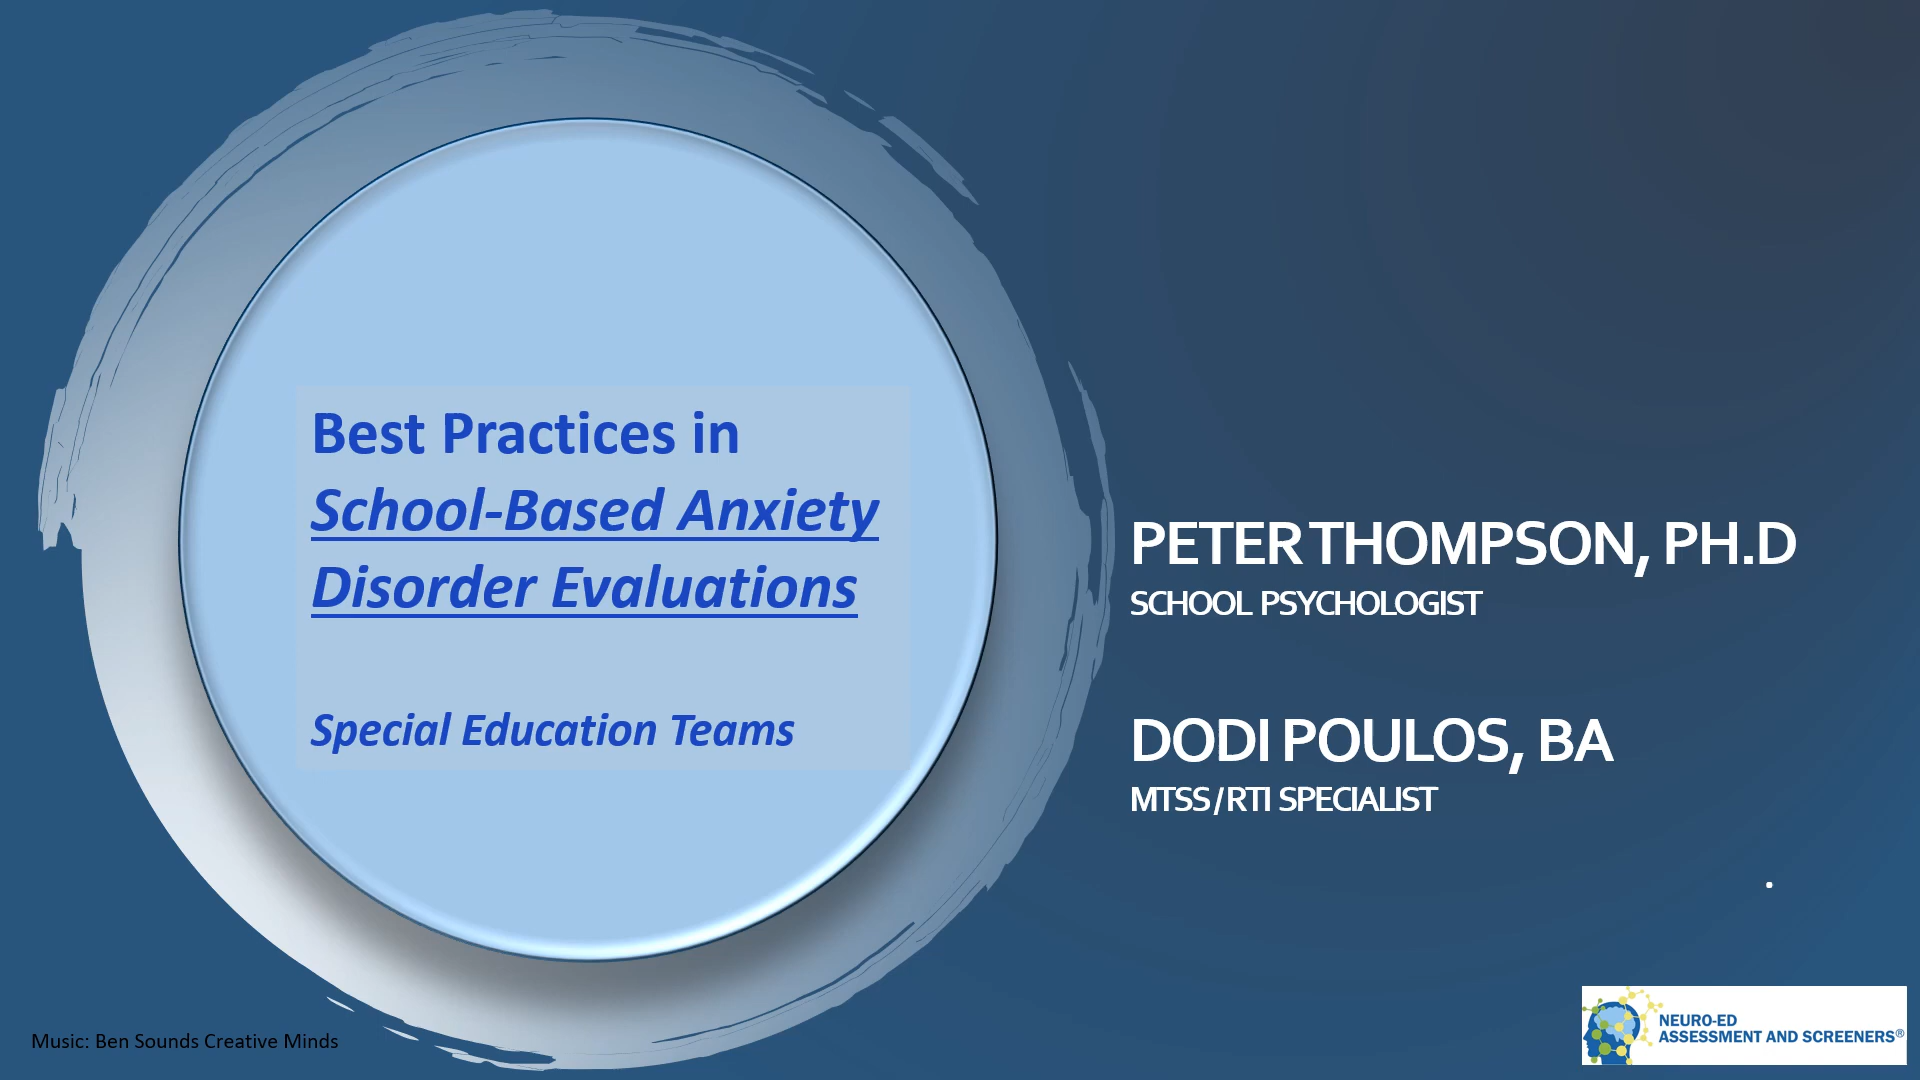 Best Practices in
School-Based Anxiety
Disorder Evaluations
Special Education Teams
PETER THOMPSON, PH.D
SCHOOL PSYCHOLOGIST
DODI POULOS, BA
MTSS / RTI SPECIALIST
.
Music: Ben Sounds Creative Minds
NEURO-ED
ASSESSMENT AND SCREENERS®